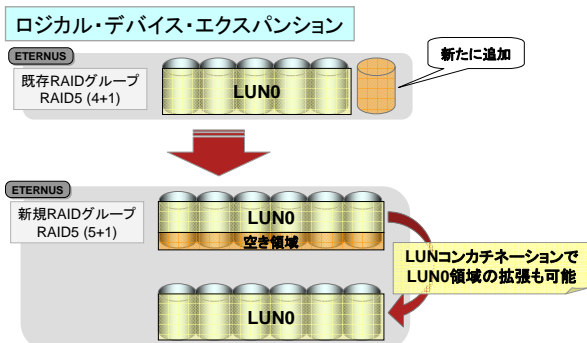 ロジカル・デバイス・エクスパンション
ETERNUS
既存RAIDグループ
RAID5 (4+1)
LUN0
新たに追加
ETERNUS
新規RAIDグループ
RAID5 (5+1)
LUN0
空き領域
LUNコンカチネーションで
LUN0領域の拡張も可能
LUN0